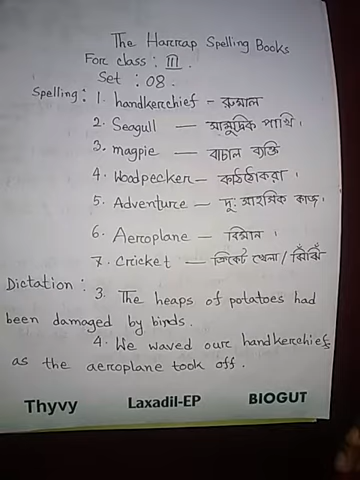 The Harrap Spelling Books
For class : III.
Set : 08.
Spelling : 1. handkerchief - রুমাল
2. Seagull — সামুদ্রিক পাখি।
3. magpie — বাচাল ব্যক্তি
4. Woodpecker - কাঠঠোকরা।
5. Adventure - দুঃসাহসিক কাজ।
6. Aeroplane - বিমান।
7. Cricket — ক্রিকেট খেলা/ঝিঁঝিঁ
Dictation : 3. The heaps of potatoes had
been damaged by birds.
4. We waved our handkerchiefs
as the aeroplane took off.
Thyvy Laxadil-EP BIOGUT